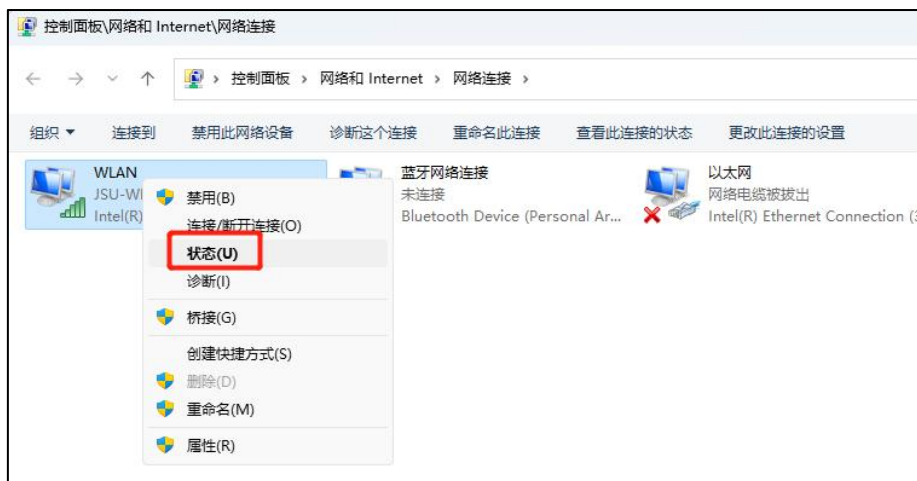 控制面板\网络和 Internet\网络连接
控制面板 > 网络和 Internet > 网络连接 >
组织 连接到 禁用此网络设备 诊断这个连接 重命名此连接 查看此连接的状态 更改此连接的设置
WLAN
JSU-WI
Intel(R)
蓝牙网络连接
未连接
Bluetooth Device (Personal Ar...
以太网
网络电缆被拔出
Intel(R) Ethernet Connection (
禁用(B)
连接/断开连接(O)
状态(U)
诊断(I)
桥接(G)
创建快捷方式(S)
删除(D)
重命名(M)
属性(R)